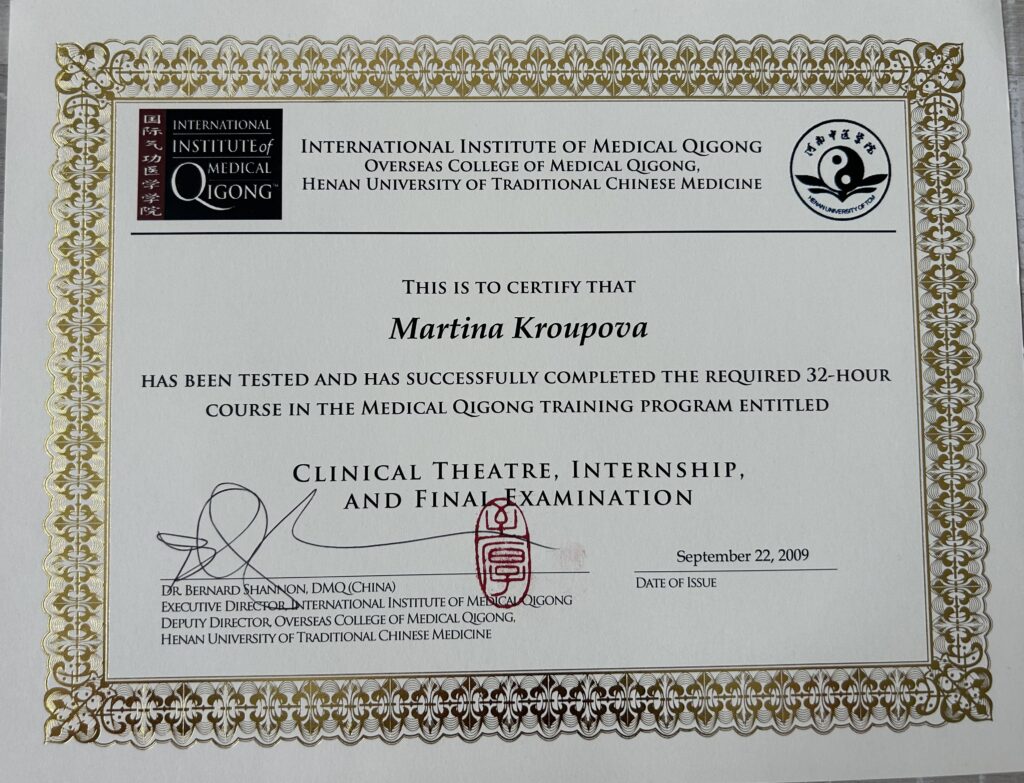 国际气功医学学院
INTERNATIONAL
INSTITUTE of
MEDICAL
QIGONG™
INTERNATIONAL INSTITUTE OF MEDICAL QIGONG
OVERSEAS COLLEGE OF MEDICAL QIGONG,
HENAN UNIVERSITY OF TRADITIONAL CHINESE MEDICINE
河南中医学院
HENAN UNIVERSITY OF TCM
THIS IS TO CERTIFY THAT
Martina Kroupova
HAS BEEN TESTED AND HAS SUCCESSFULLY COMPLETED THE REQUIRED 32-HOUR
COURSE IN THE MEDICAL QIGONG TRAINING PROGRAM ENTITLED
CLINICAL THEATRE, INTERNSHIP,
AND FINAL EXAMINATION
September 22, 2009
DATE OF ISSUE
DR. BERNARD SHANNON, DMQ (CHINA)
EXECUTIVE DIRECTOR, INTERNATIONAL INSTITUTE OF MEDICAL QIGONG
DEPUTY DIRECTOR, OVERSEAS COLLEGE OF MEDICAL QIGONG,
HENAN UNIVERSITY OF TRADITIONAL CHINESE MEDICINE